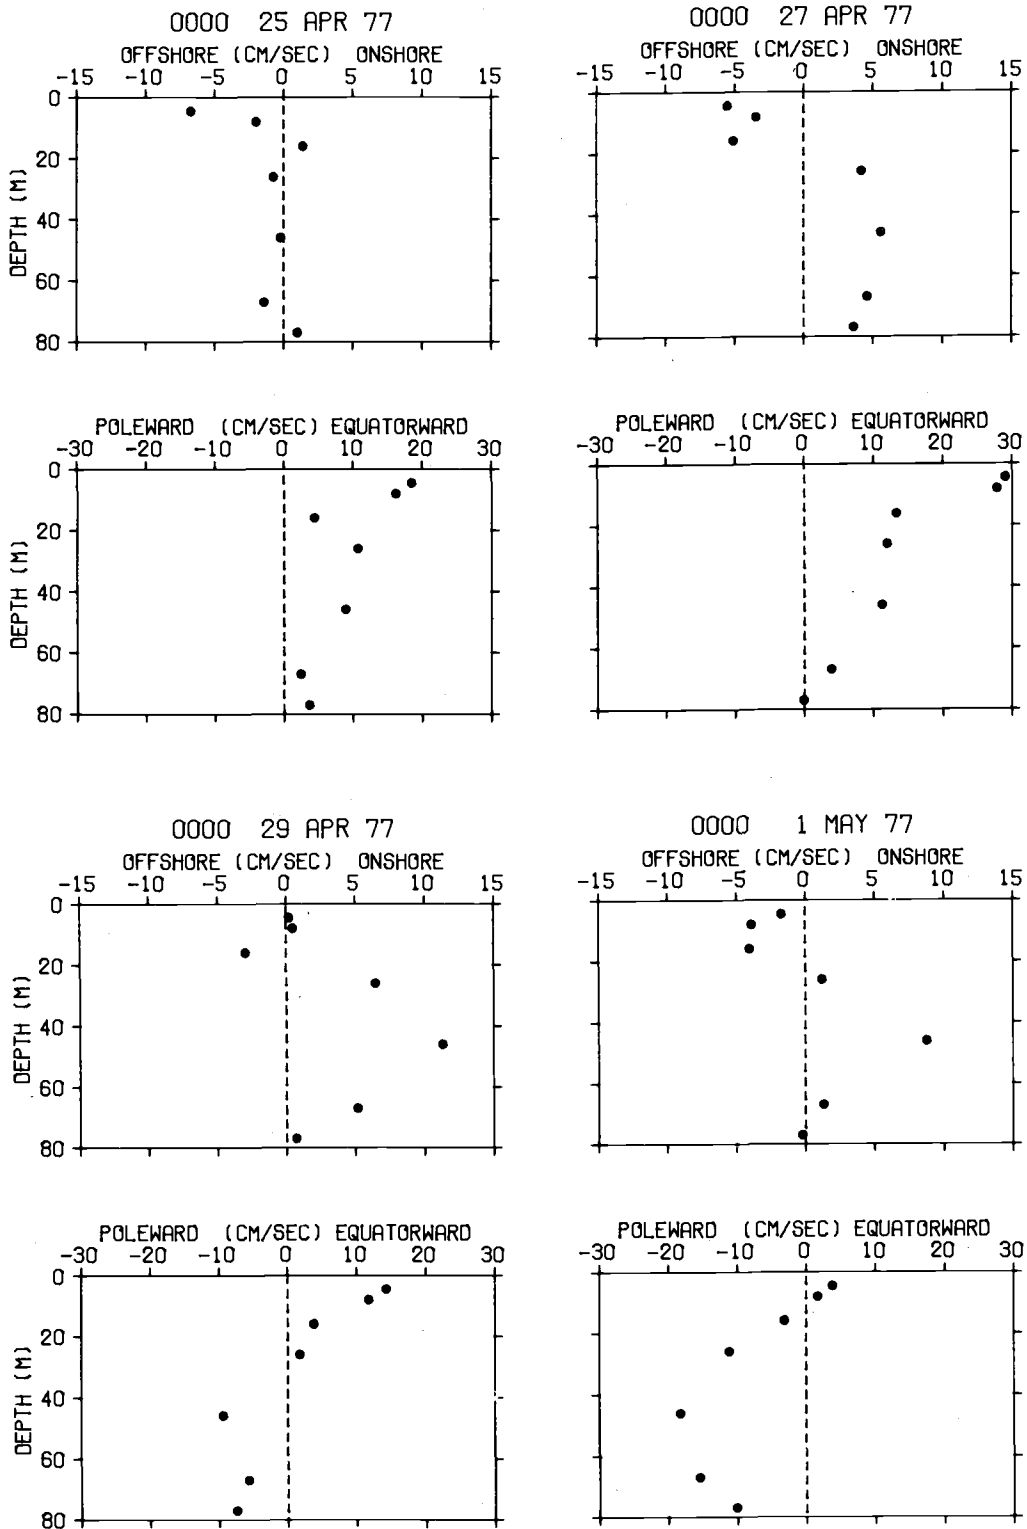 0000 25 APR 77
OFFSHORE (CM/SEC) ONSHORE
-15 -10 -5 0 5 10 15
0
20
40
60
80
DEPTH (M)
POLEWARD (CM/SEC) EQUATORWARD
-30 -20 -10 0 10 20 30
0
20
40
60
80
DEPTH (M)
0000 27 APR 77
OFFSHORE (CM/SEC) ONSHORE
-15 -10 -5 0 5 10 15
POLEWARD (CM/SEC) EQUATORWARD
-30 -20 -10 0 10 20 30
0000 29 APR 77
OFFSHORE (CM/SEC) ONSHORE
-15 -10 -5 0 5 10 15
0
20
40
60
80
DEPTH (M)
POLEWARD (CM/SEC) EQUATORWARD
-30 -20 -10 0 10 20 30
0
20
40
60
80
DEPTH (M)
0000 1 MAY 77
OFFSHORE (CM/SEC) ONSHORE
-15 -10 -5 0 5 10 15
POLEWARD (CM/SEC) EQUATORWARD
-30 -20 -10 0 10 20 30